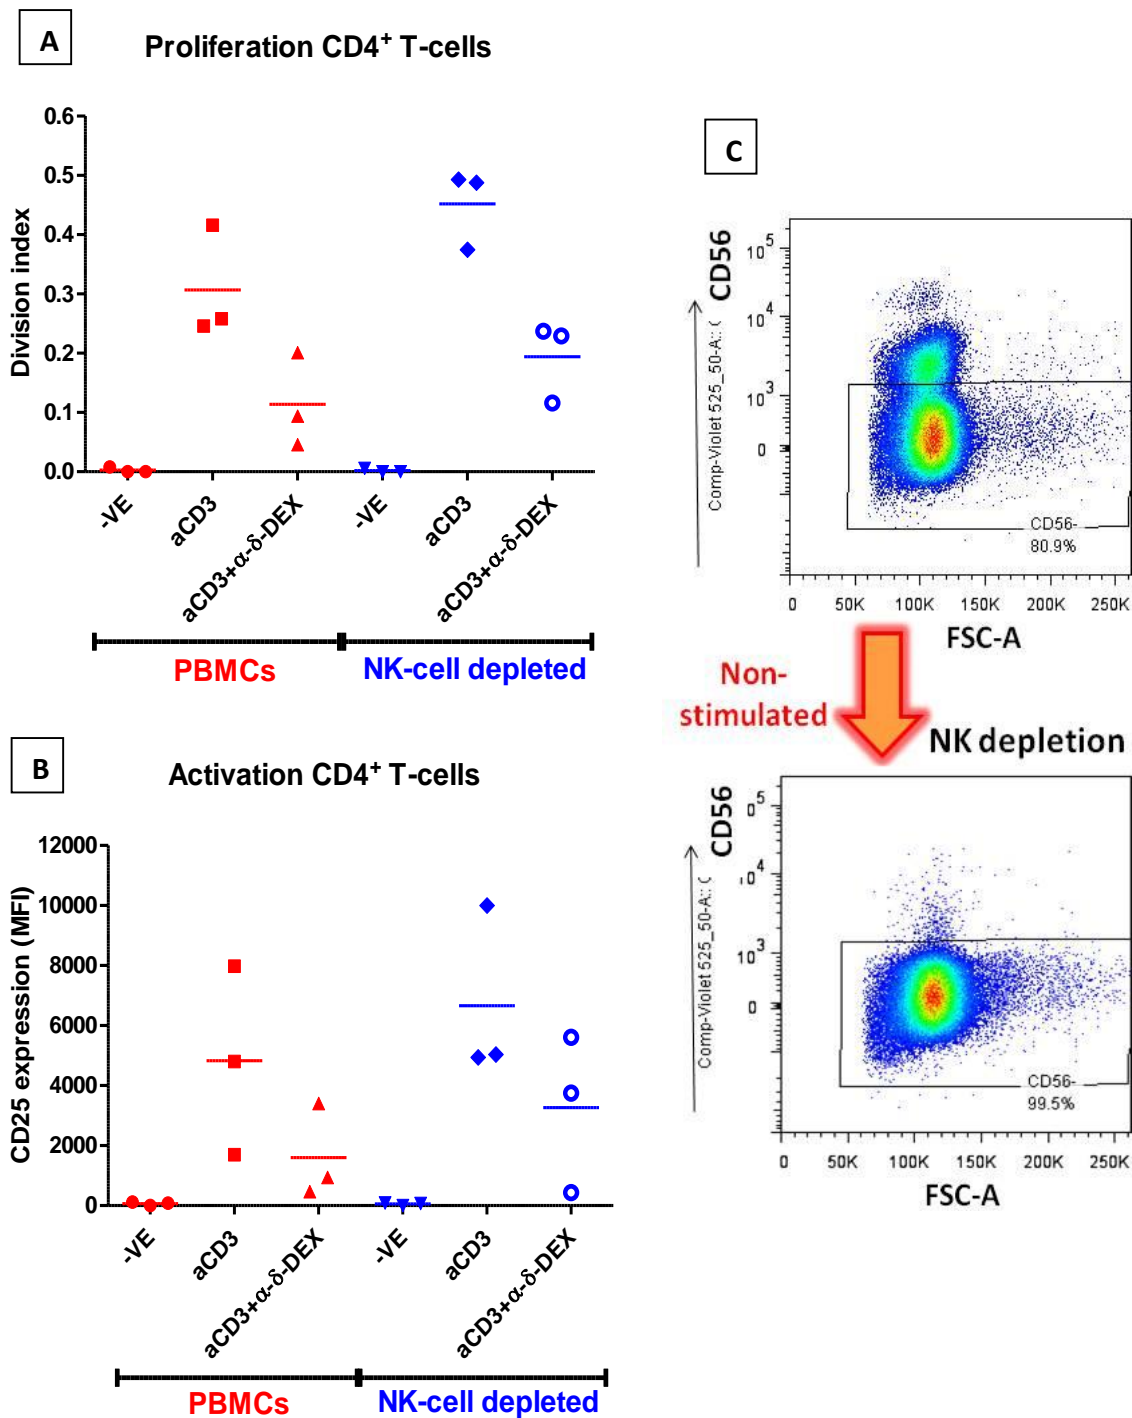 A
Proliferation CD4+ T-cells
Division index
0.6
0.5
0.4
0.3
0.2
0.1
0.0
-VE
aCD3
aCD3+α-δ-DEX
-VE
aCD3
aCD3+α-δ-DEX
PBMCs
NK-cell depleted
B
Activation CD4+ T-cells
CD25 expression (MFI)
12000
10000
8000
6000
4000
2000
0
-VE
aCD3
aCD3+α-δ-DEX
-VE
aCD3
aCD3+α-δ-DEX
PBMCs
NK-cell depleted
C
CD56
Comp-Violet 525_50-A:: (
10^5
10^4
10^3
0
CD56-
80.9%
0 50K 100K 150K 200K 250K
FSC-A
Non-
stimulated
NK depletion
CD56
Comp-Violet 525_50-A:: (
0^5
0^4
10^3
0
CD56-
99.5%
0 50K 100K 150K 200K 250K
FSC-A